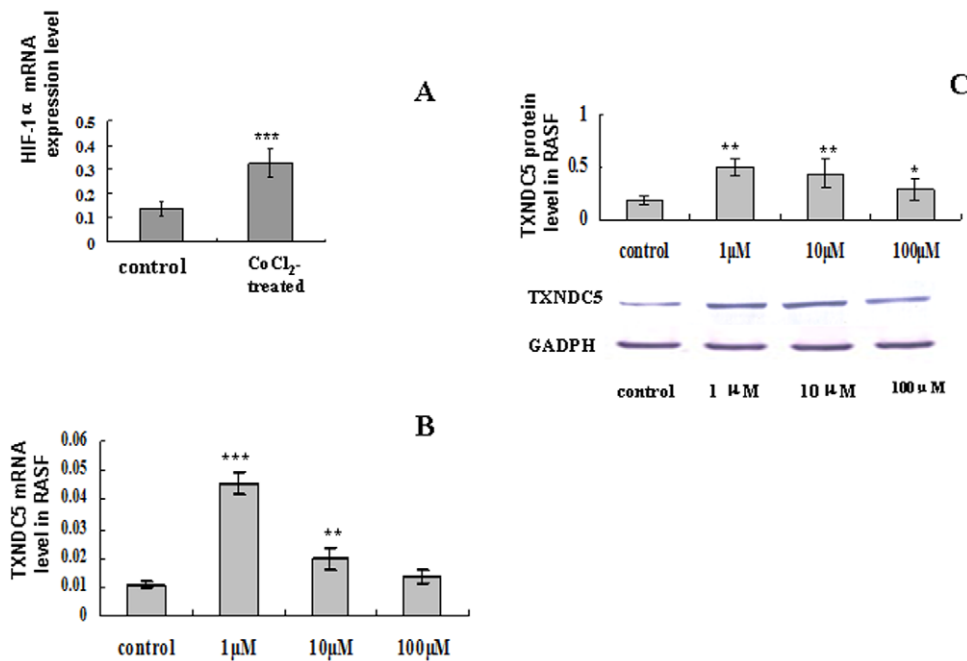 A
HIF-1α mRNA
expression level
0.5
0.4
0.3
0.2
0.1
0
***
control
CoCl₂-
treated
B
TXNDC5 mRNA
level in RASF
0.06
0.05
0.04
0.03
0.02
0.01
0
***
**
control 1μM 10μM 100μM
C
TXNDC5 protein
level in RASF
1
0.5
0
**
**
*
control 1μM 10μM 100μM
TXNDC5
GADPH
control 1 μM 10 μM 100 u M